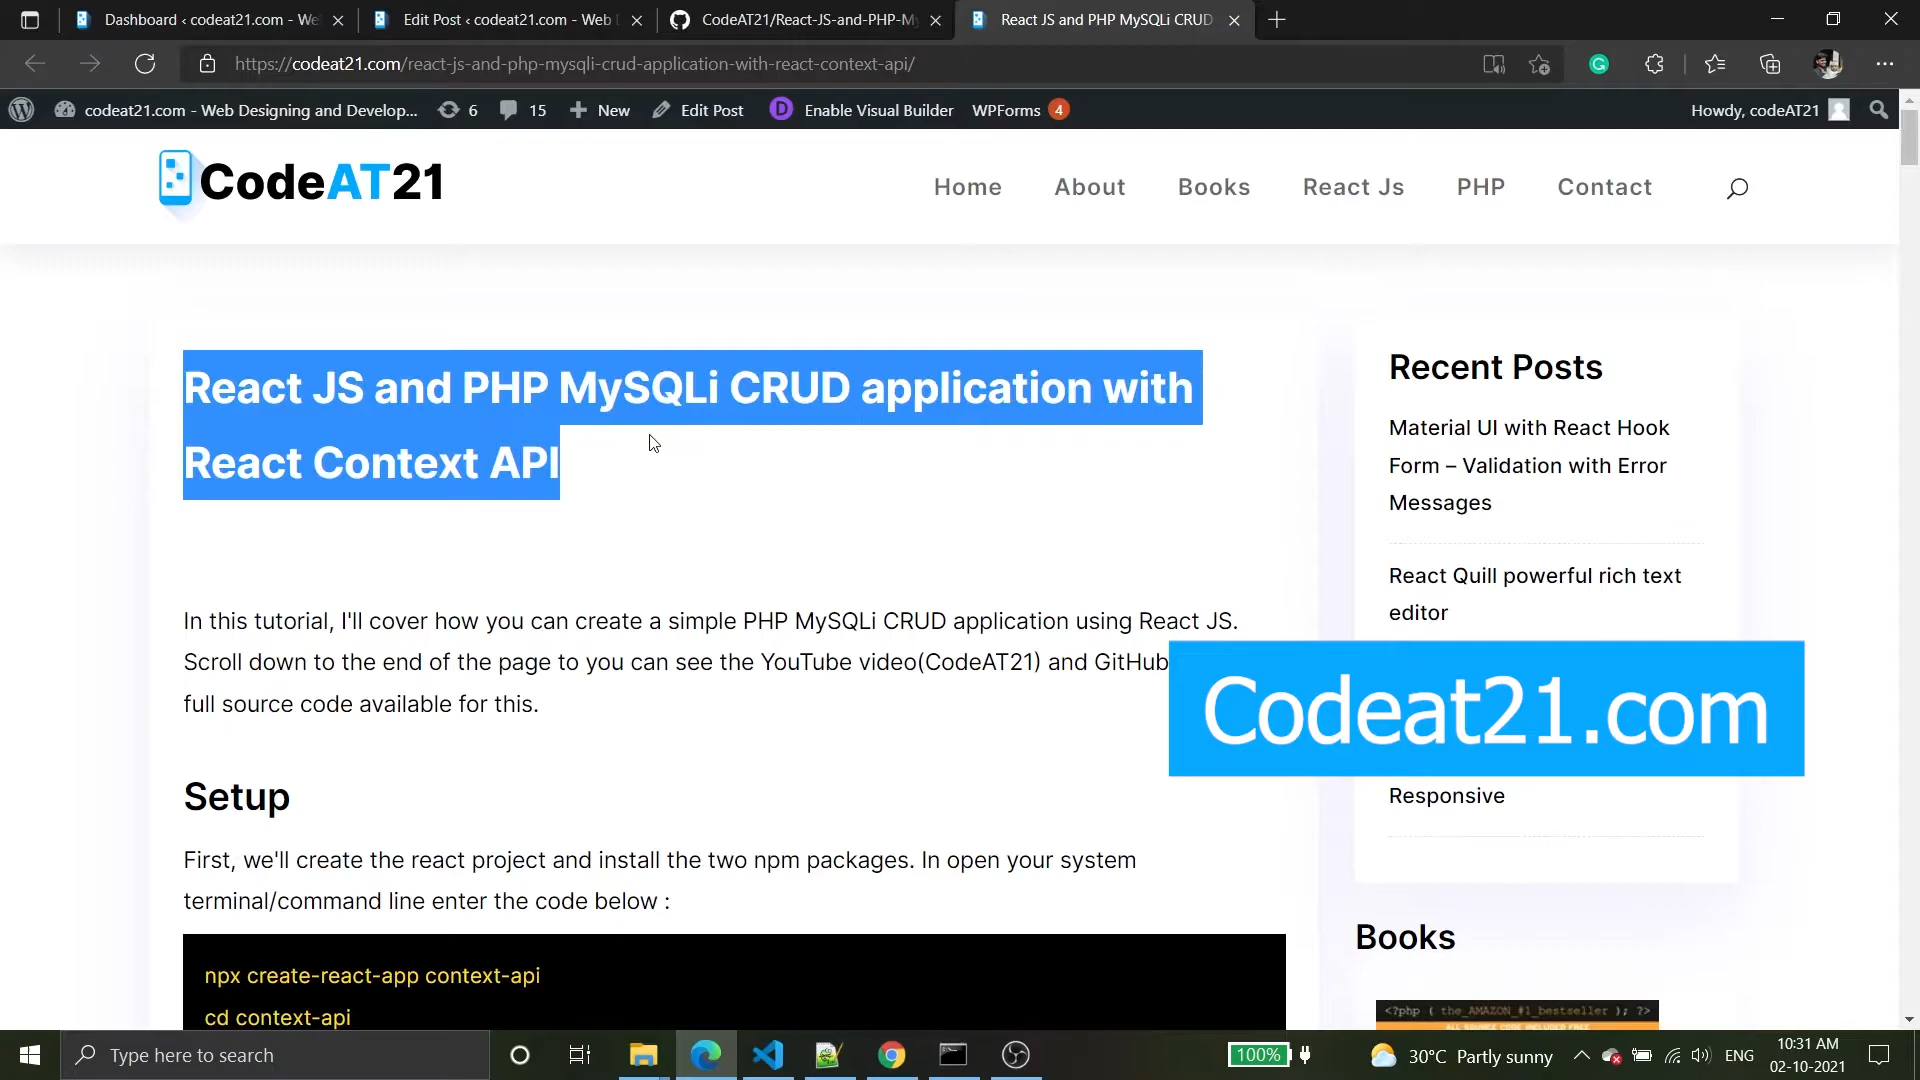 Dashboard ‹ codeat21.com - We
Edit Post ‹ codeat21.com - Web
CodeAT21/React-JS-and-PHP-My
React JS and PHP MySQLi CRUD
https://codeat21.com/react-js-and-php-mysqli-crud-application-with-react-context-api/
codeat21.com - Web Designing and Develop... 6 15 New Edit Post D Enable Visual Builder WPForms 4 Howdy, codeAT21
CodeAT21
Home About Books React Js PHP Contact
React JS and PHP MySQLi CRUD application with
React Context API
In this tutorial, I'll cover how you can create a simple PHP MySQLi CRUD application using React JS.
Scroll down to the end of the page to you can see the YouTube video(CodeAT21) and GitHub
full source code available for this.
Setup
First, we'll create the react project and install the two npm packages. In open your system
terminal/command line enter the code below :
npx create-react-app context-api
cd context-api
Recent Posts
Material UI with React Hook
Form – Validation with Error
Messages
React Quill powerful rich text
editor
Codeat21.com
Responsive
Books
<?php ( the_AMAZON_#1_bestseller ); ?>
ALL SOURCE CODE INCLUDED FREE
Type here to search
100%
30°C Partly sunny
ENG
10:31 AM
02-10-2021